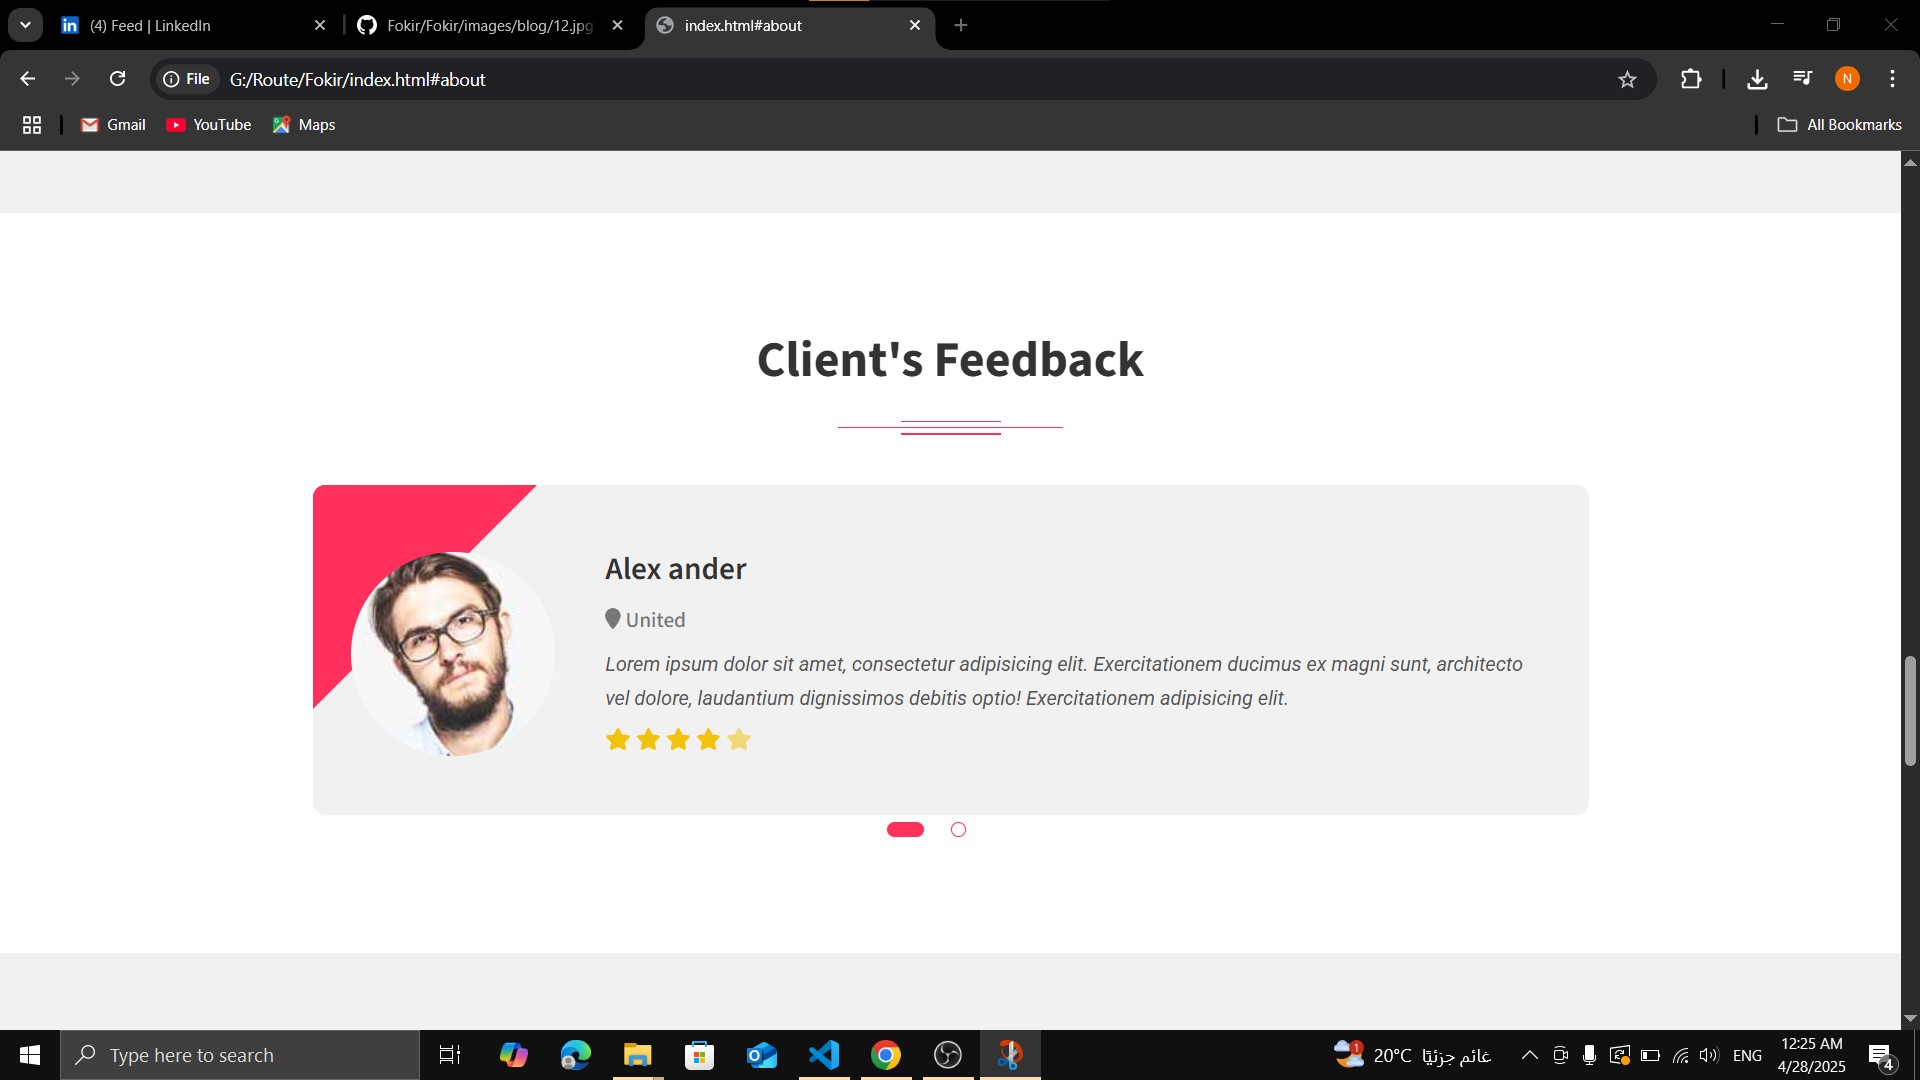 (4) Feed | LinkedIn
Fokir/Fokir/images/blog/12.jpg
index.html#about
File
G:/Route/Fokir/index.html#about
N
Gmail
YouTube
Maps
All Bookmarks
Client's Feedback
Alex ander
United
Lorem ipsum dolor sit amet, consectetur adipisicing elit. Exercitationem ducimus ex magni sunt, architecto
vel dolore, laudantium dignissimos debitis optio! Exercitationem adipisicing elit.
Type here to search
1
20°C غائم جزئيًا
ENG
12:25 AM
4/28/2025
4